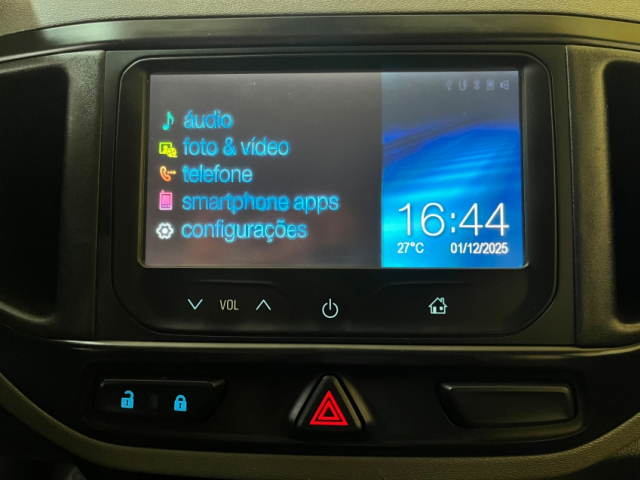 áudio
foto & vídeo
telefone
smartphone apps
configurações
16:44
27°C 01/12/2025
VOL